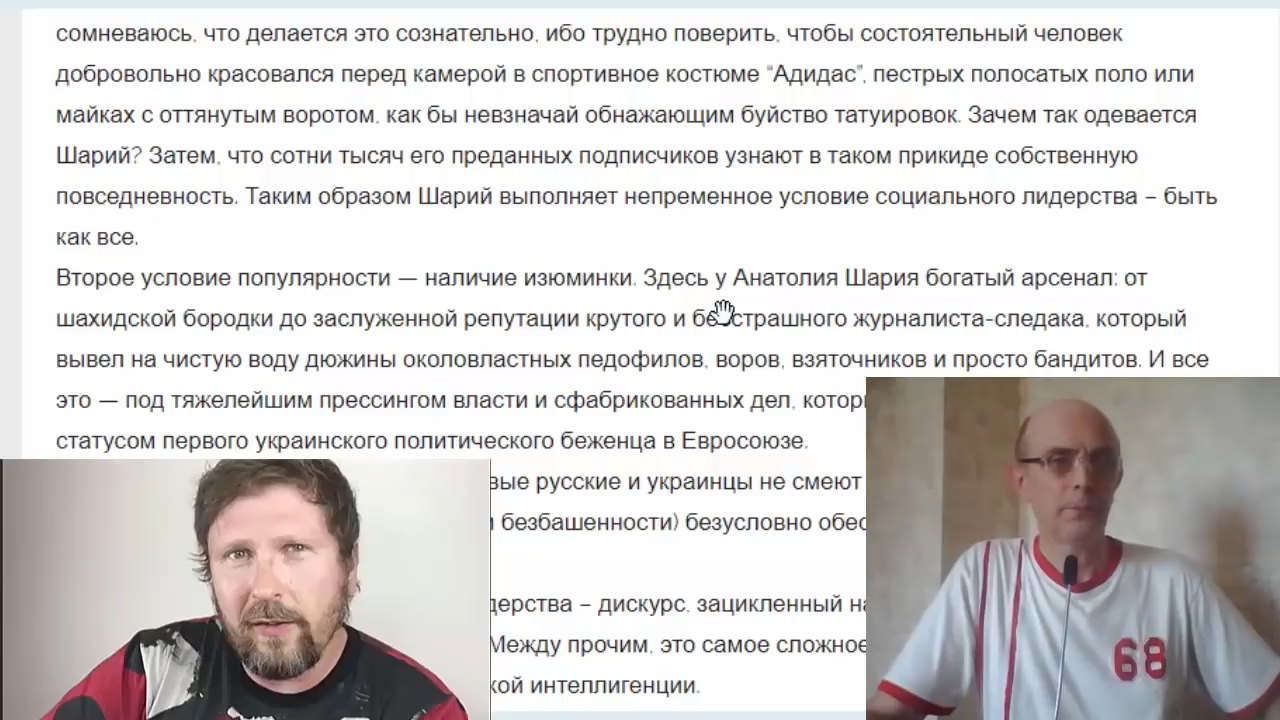 сомневаюсь, что делается это сознательно, ибо трудно поверить, чтобы состоятельный человек
добровольно красовался перед камерой в спортивное костюме “Адидас”, пестрых полосатых поло или
майках с оттянутым воротом, как бы невзначай обнажающим буйство татуировок. Зачем так одевается
Шарий? Затем, что сотни тысяч его преданных подписчиков узнают в таком прикиде собственную
повседневность. Таким образом Шарий выполняет непременное условие социального лидерства – быть
как все.
Второе условие популярности — наличие изюминки. Здесь у Анатолия Шария богатый арсенал: от
шахидской бородки до заслуженной репутации крутого и бесстрашного журналиста-следака, который
вывел на чистую воду дюжины околовластных педофилов, воров, взяточников и просто бандитов. И все
это — под тяжелейшим прессингом власти и сфабрикованных дел,
статусом первого украинского политического беженца в Евросоюзе.
русские и украинцы не смеют
безбашенности) безусловно
– дискурс, зацикленный
Между прочим, это самое сложное
интеллигенции.
68